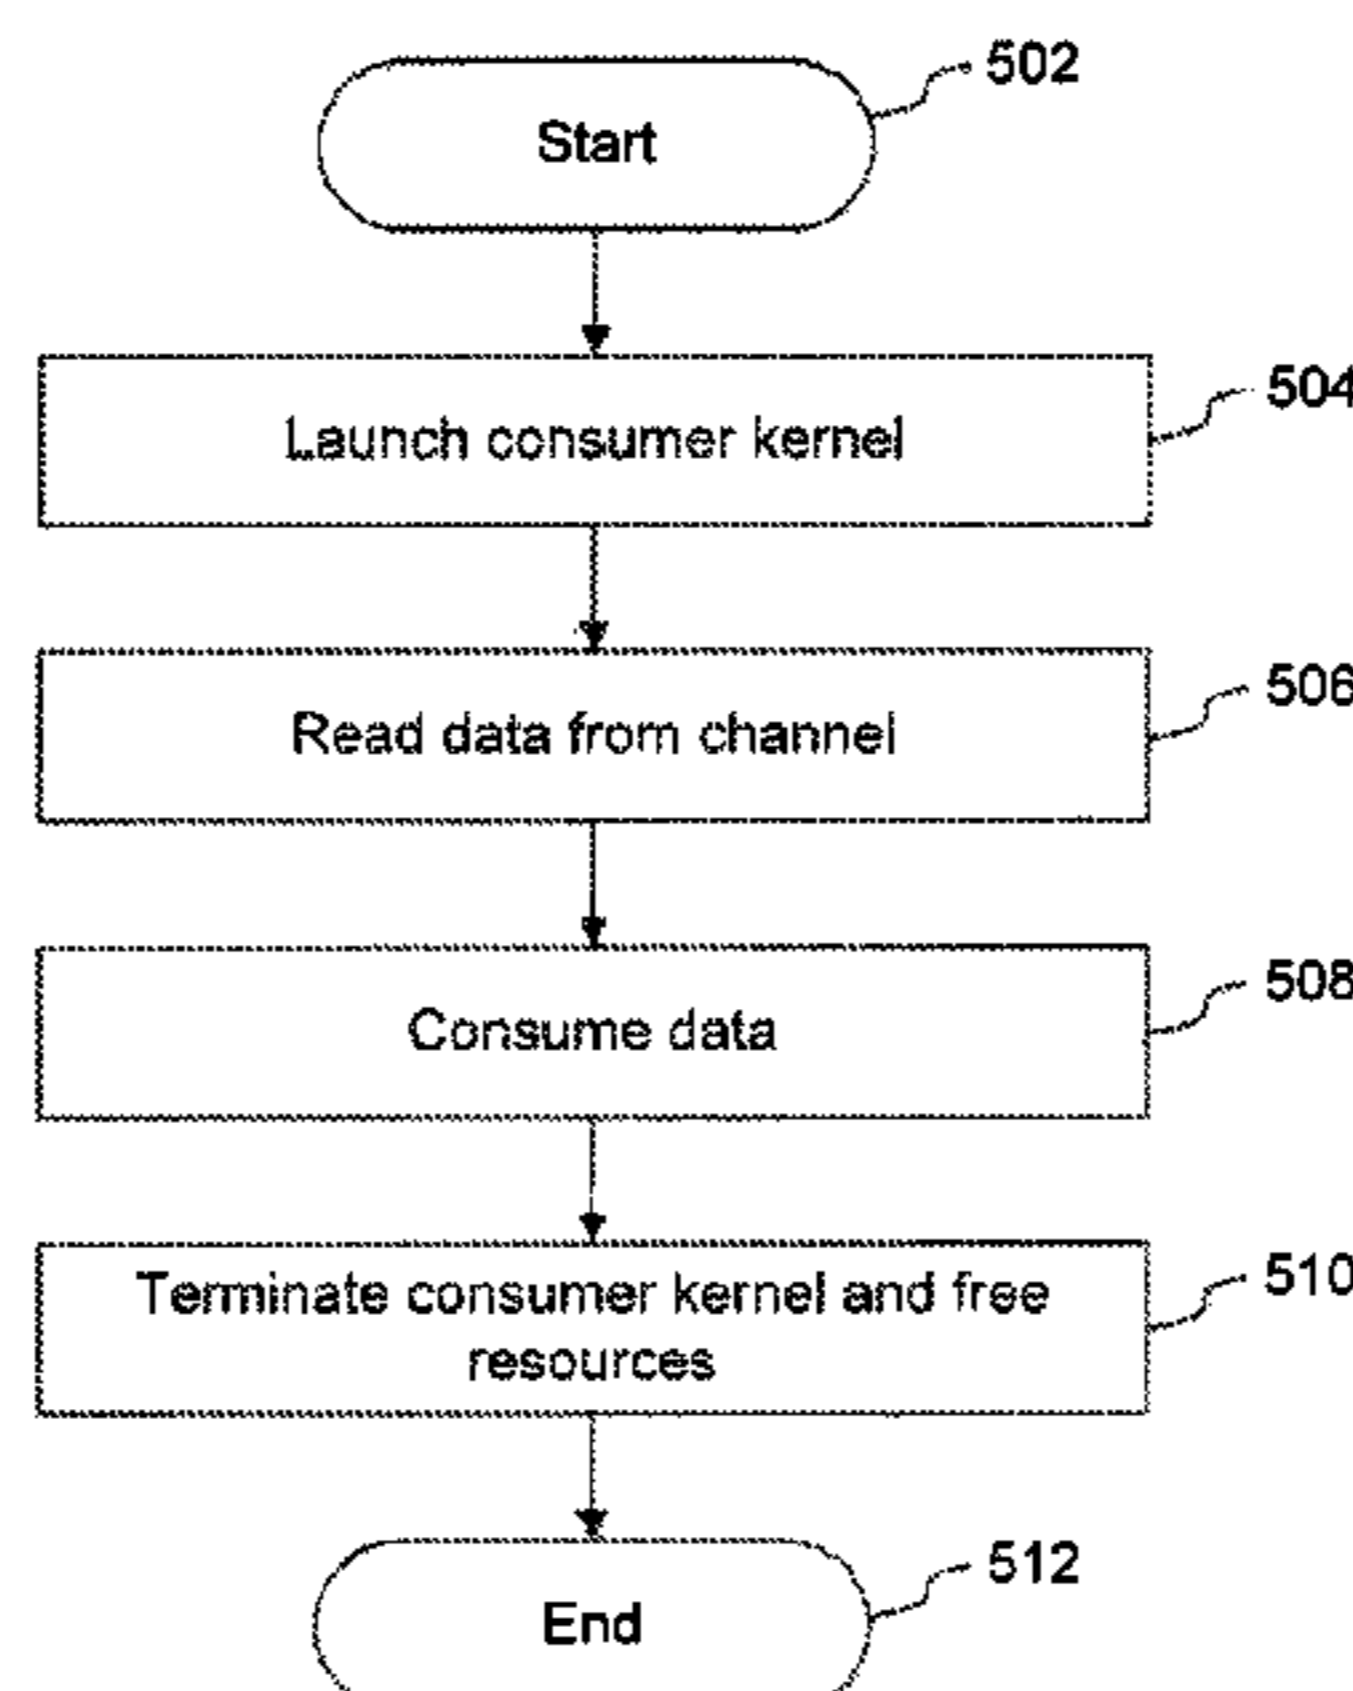 502
Start
504
Launch consumer kernel
506
Read data from channel
508
Consume data
510
Terminate consumer kernel and free
resources
512
End